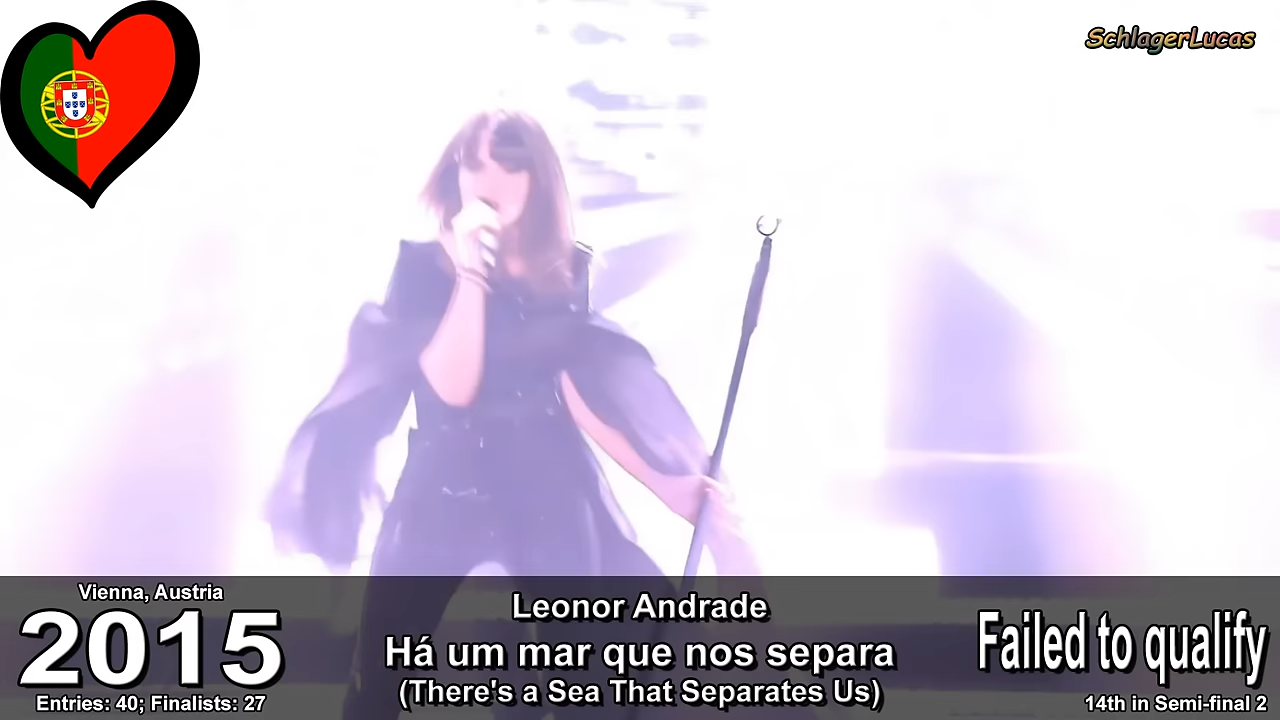 SchlagerLucas
Vienna, Austria
2015
Entries: 40; Finalists: 27
Leonor Andrade
Há um mar que nos separa
(There's a Sea That Separates Us)
Failed to qualify
14th in Semi-final 2